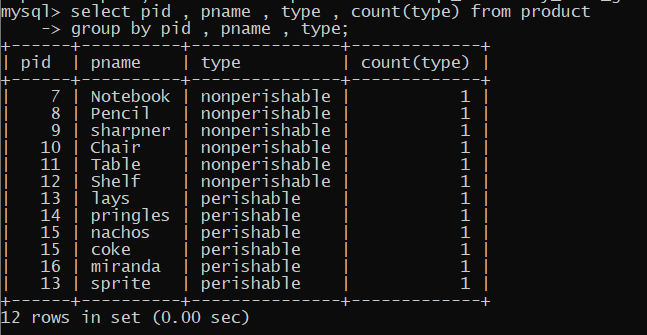 mysql> select pid , pname , type , count(type) from product
    -> group by pid , pname , type;
+------+----------+---------------+-------------+
| pid  | pname    | type          | count(type) |
+------+----------+---------------+-------------+
|    7 | Notebook | nonperishable |           1 |
|    8 | Pencil   | nonperishable |           1 |
|    9 | sharpner | nonperishable |           1 |
|   10 | Chair    | nonperishable |           1 |
|   11 | Table    | nonperishable |           1 |
|   12 | Shelf    | nonperishable |           1 |
|   13 | lays     | perishable    |           1 |
|   14 | pringles | perishable    |           1 |
|   15 | nachos   | perishable    |           1 |
|   15 | coke     | perishable    |           1 |
|   16 | miranda  | perishable    |           1 |
|   13 | sprite   | perishable    |           1 |
+------+----------+---------------+-------------+
12 rows in set (0.00 sec)